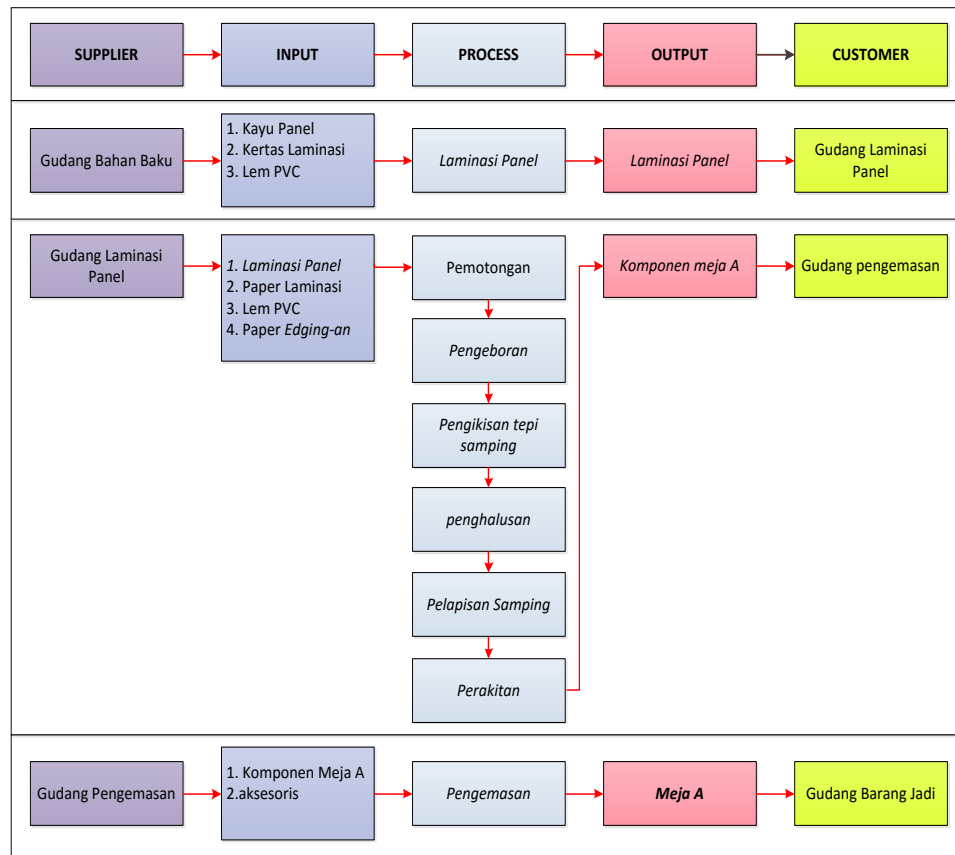 SUPPLIER
INPUT
PROCESS
OUTPUT
CUSTOMER
Gudang Bahan Baku
1. Kayu Panel
2. Kertas Laminasi
3. Lem PVC
Laminasi Panel
Laminasi Panel
Gudang Laminasi
Panel
Gudang Laminasi
Panel
1. Laminasi Panel
2. Paper Laminasi
3. Lem PVC
4. Paper Edging-an
Pemotongan
Pengeboran
Pengikisan tepi
samping
penghalusan
Pelapisan Samping
Perakitan
Komponen meja A
Gudang pengemasan
Gudang Pengemasan
1. Komponen Meja A
2.aksesoris
Pengemasan
Meja A
Gudang Barang Jadi